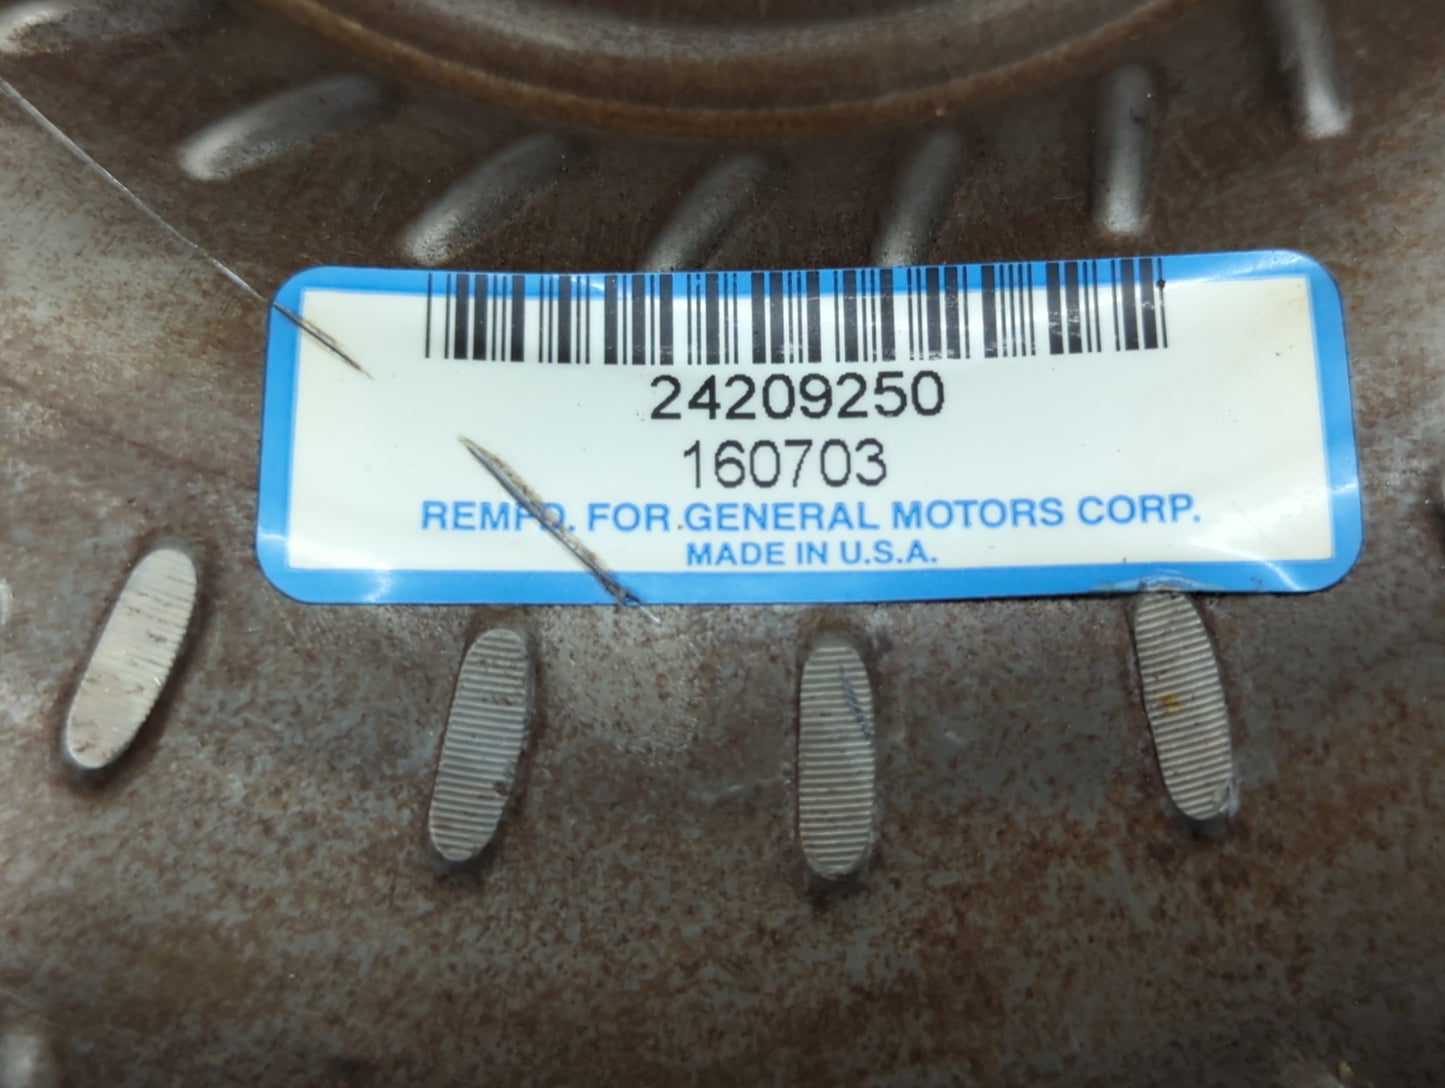 24209250
160703
REMFD. FOR GENERAL MOTORS CORP.
MADE IN U.S.A.